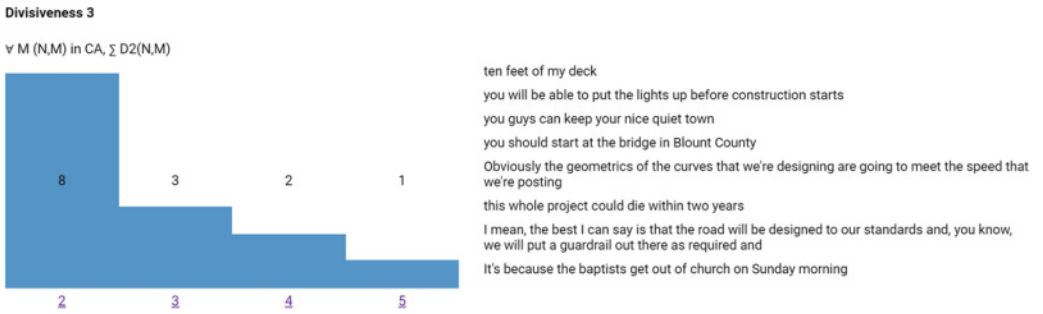 Divisiveness 3
∀ M (N,M) in CA, ∑ D2(N,M)
8 3 2 1
2 3 4 5
ten feet of my deck
you will be able to put the lights up before construction starts
you guys can keep your nice quiet town
you should start at the bridge in Blount County
Obviously the geometrics of the curves that we're designing are going to meet the speed that
we're posting
this whole project could die within two years
I mean, the best I can say is that the road will be designed to our standards and, you know,
we will put a guardrail out there as required and
It's because the baptists get out of church on Sunday morning